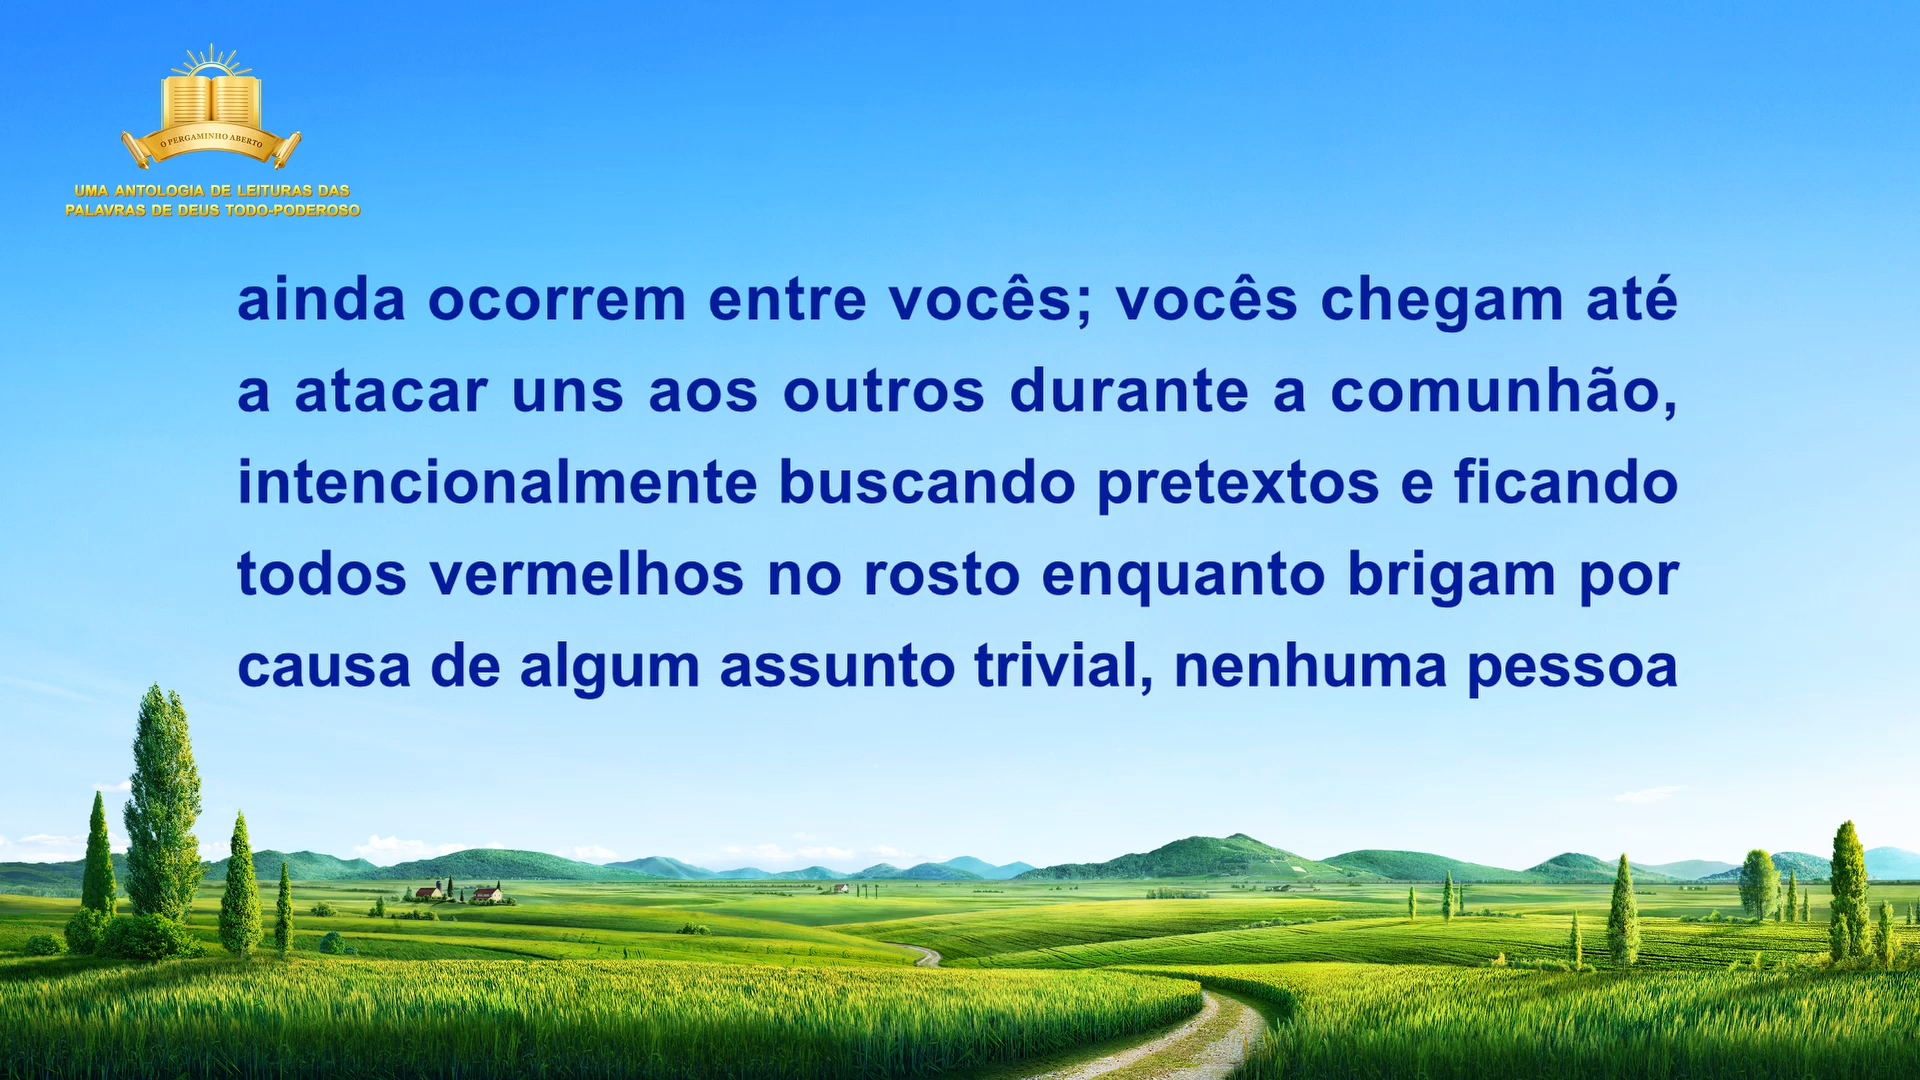 O PERGAMINHO ABERTO
UMA ANTOLOGIA DE LEITURAS DAS
PALAVRAS DE DEUS TODO-PODEROSO
ainda ocorrem entre vocês; vocês chegam até
a atacar uns aos outros durante a comunhão,
intencionalmente buscando pretextos e ficando
todos vermelhos no rosto enquanto brigam por
causa de algum assunto trivial, nenhuma pessoa